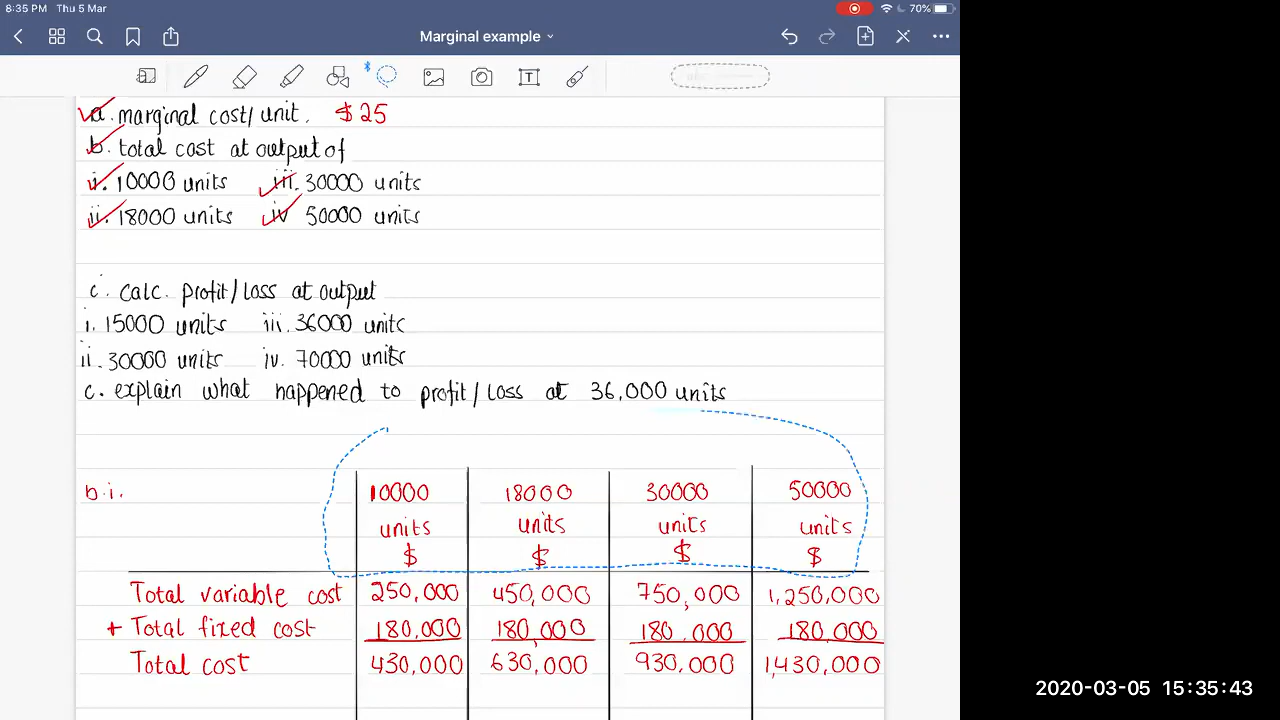 8:35 PM Thu 5 Mar 70%
Marginal example
a. marginal cost/unit. $25
b. total cost at output of
i. 10000 units iii. 30000 units
ii. 18000 units iv 50000 units
c. calc. profit/loss at output
i. 15000 units iii. 36000 units
ii. 30000 units iv. 70000 units
c. explain what happened to profit/loss at 36,000 units
b.i. 10000 18000 30000 50000
units units units units
$ $ $ $
Total variable cost 250,000 450,000 750,000 1,250,000
+ Total fixed cost 180,000 180,000 180,000 180,000
Total cost 430,000 630,000 930,000 1,430,000
2020-03-05 15:35:43